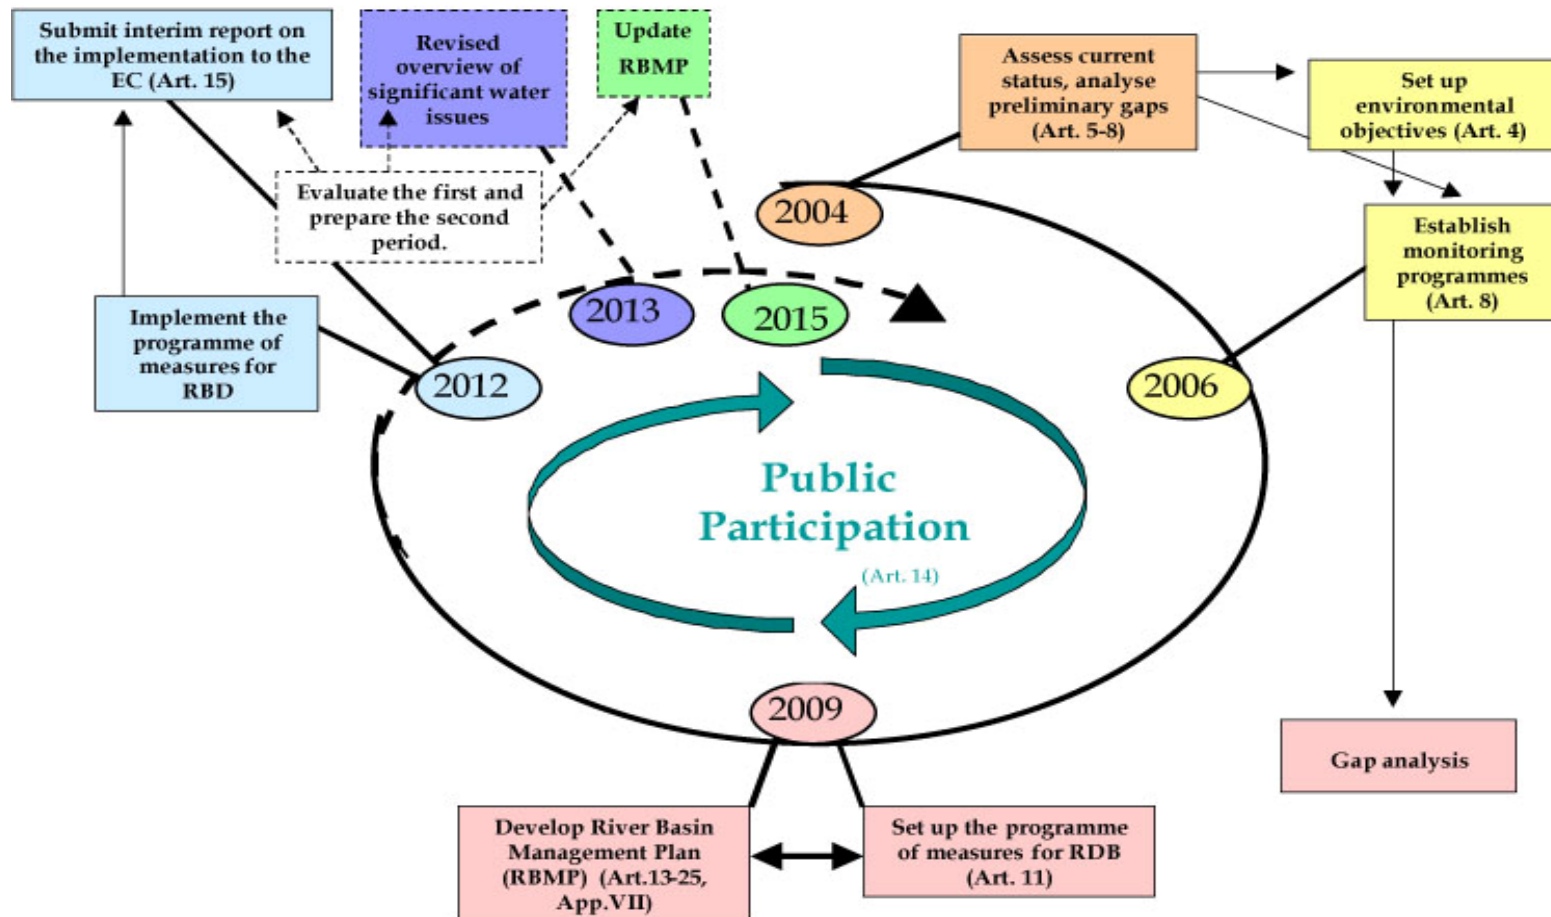 Submit interim report on
the implementation to the
EC (Art. 15)
Revised
overview of
significant water
issues
Update
RBMP
Assess current
status, analyse
preliminary gaps
(Art. 5-8)
Set up
environmental
objectives (Art. 4)
Evaluate the first and
prepare the second
period.
2004
Establish
monitoring
programmes
(Art. 8)
Implement the
programme of
measures for
RBD
2013
2015
2012
2006
Public
Participation
(Art. 14)
2009
Gap analysis
Develop River Basin
Management Plan
(RBMP) (Art.13-25,
App.VII)
Set up the programme
of measures for RDB
(Art. 11)